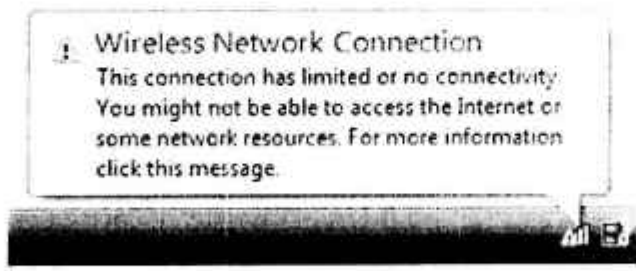 Wireless Network Connection
This connection has limited or no connectivity.
You might not be able to access the Internet or
some network resources. For more information
click this message.